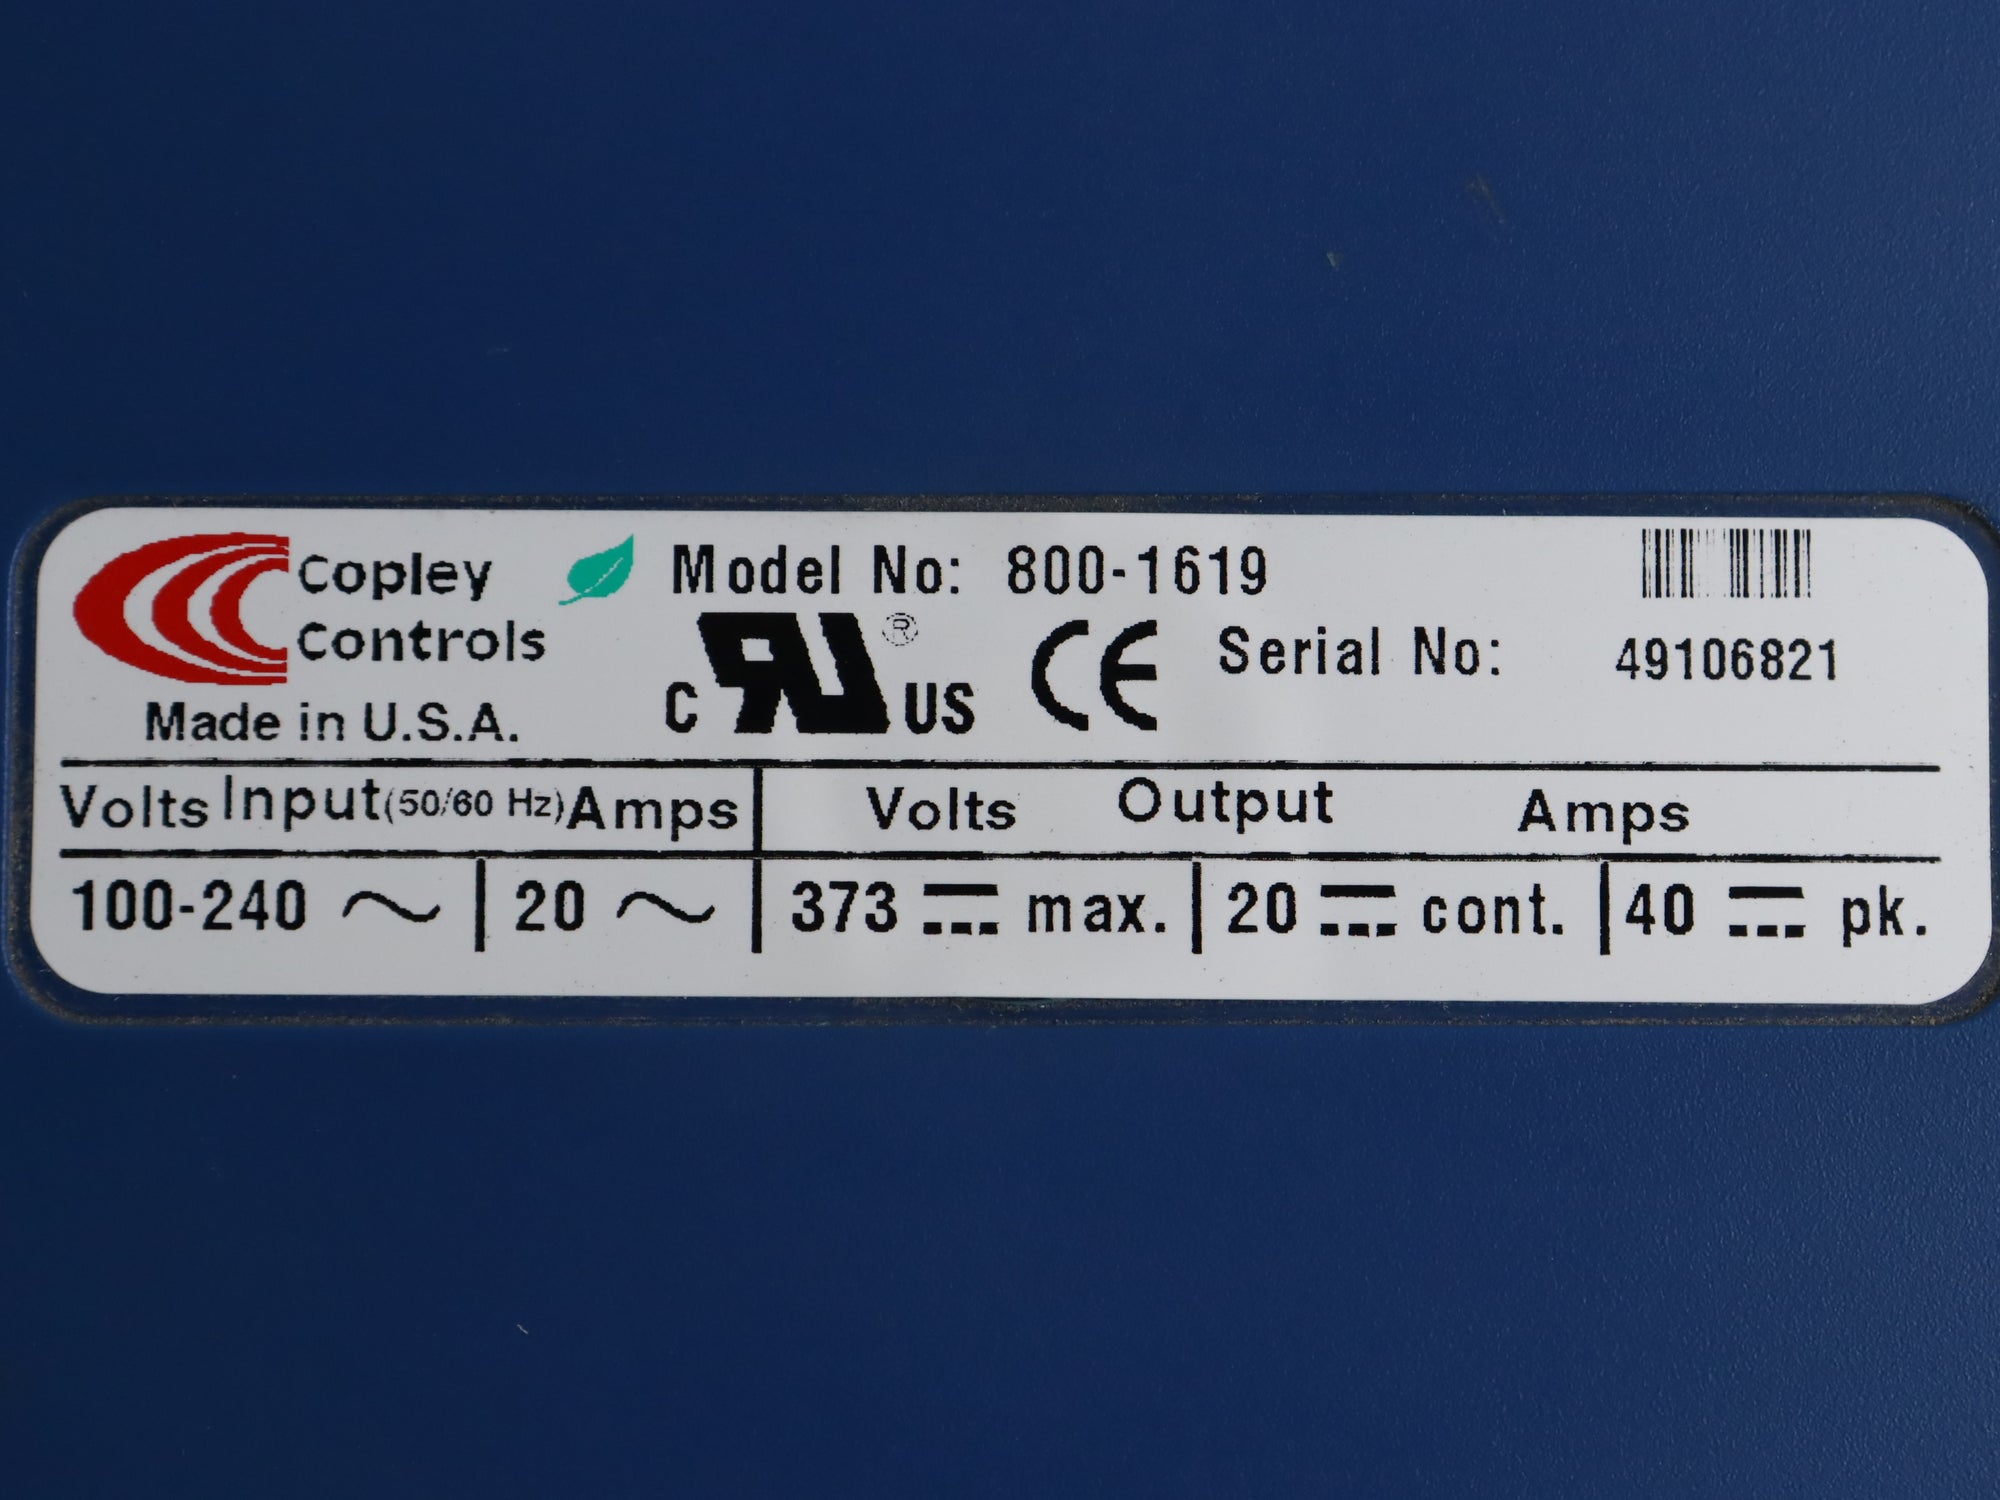 Copley Controls
Made in U.S.A.
Model No: 800-1619
C RU® US CE Serial No: 49106821
Volts Input (50/60 Hz) Amps Volts Output Amps
100-240 ~ | 20 ~ | 373 ⎓ max. | 20 ⎓ cont. | 40 ⎓ pk.